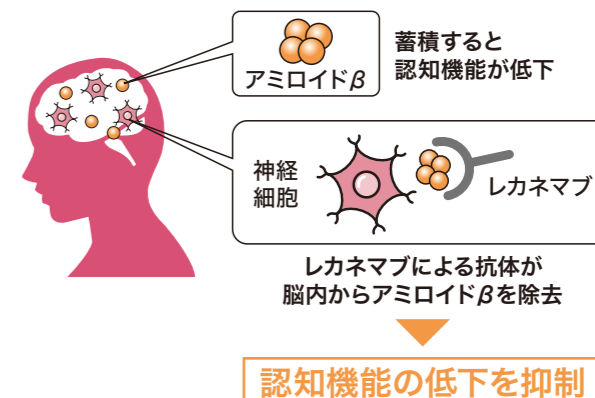 アミロイドβ
蓄積すると
認知機能が低下
神経
細胞
レカネマブ
レカネマブによる抗体が
脳内からアミロイドβを除去
認知機能の低下を抑制